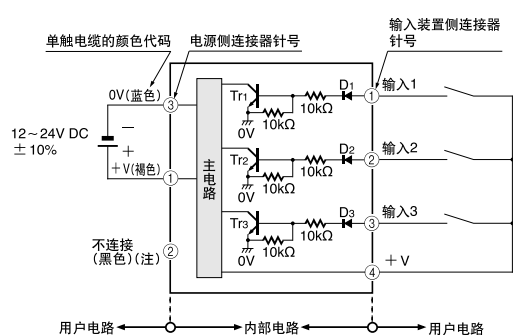 单触电缆的颜色代码
电源侧连接器针号
输入装置侧连接器
针号
0V(蓝色)
③
12～24V DC
±10%
－
＋
＋V(褐色)
①
不连接
(黑色)(注)
②
主电路
Tr1
10kΩ
10kΩ
0V
D1
①
输入1
Tr2
10kΩ
10kΩ
0V
D2
②
输入2
Tr3
10kΩ
10kΩ
0V
D3
③
输入3
④
＋V
用户电路
内部电路
用户电路